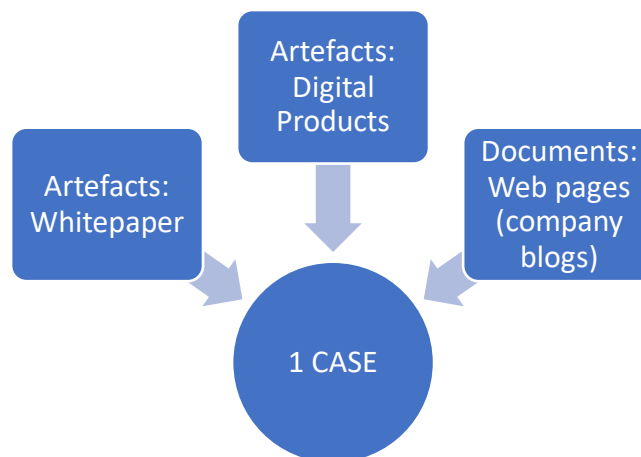 Artefacts:
Digital
Products
Artefacts:
Whitepaper
Documents:
Web pages
(company
blogs)
1 CASE